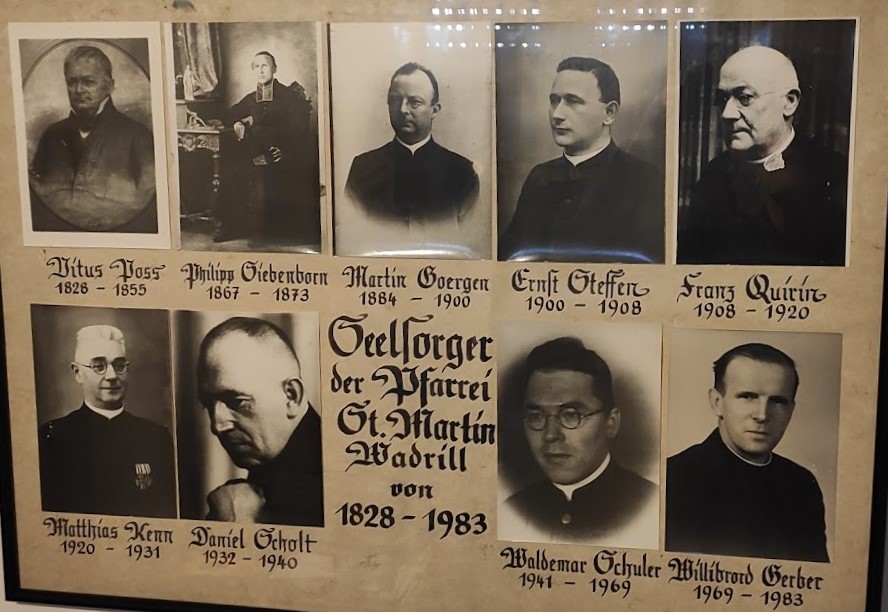 Vitus Poss
1828 - 1855
Philipp Siebenborn
1867 - 1873
Martin Goergen
1884 - 1900
Ernst Steffen
1900 - 1908
Franz Quirin
1908 - 1920
Matthias Kenn
1920 - 1931
Daniel Scholt
1932 - 1940
Seelsorger
der Pfarrei
St. Martin
Wadrill
von
1828 - 1983
Waldemar Schuler
1941 - 1969
Willibrord Gerber
1969 - 1983